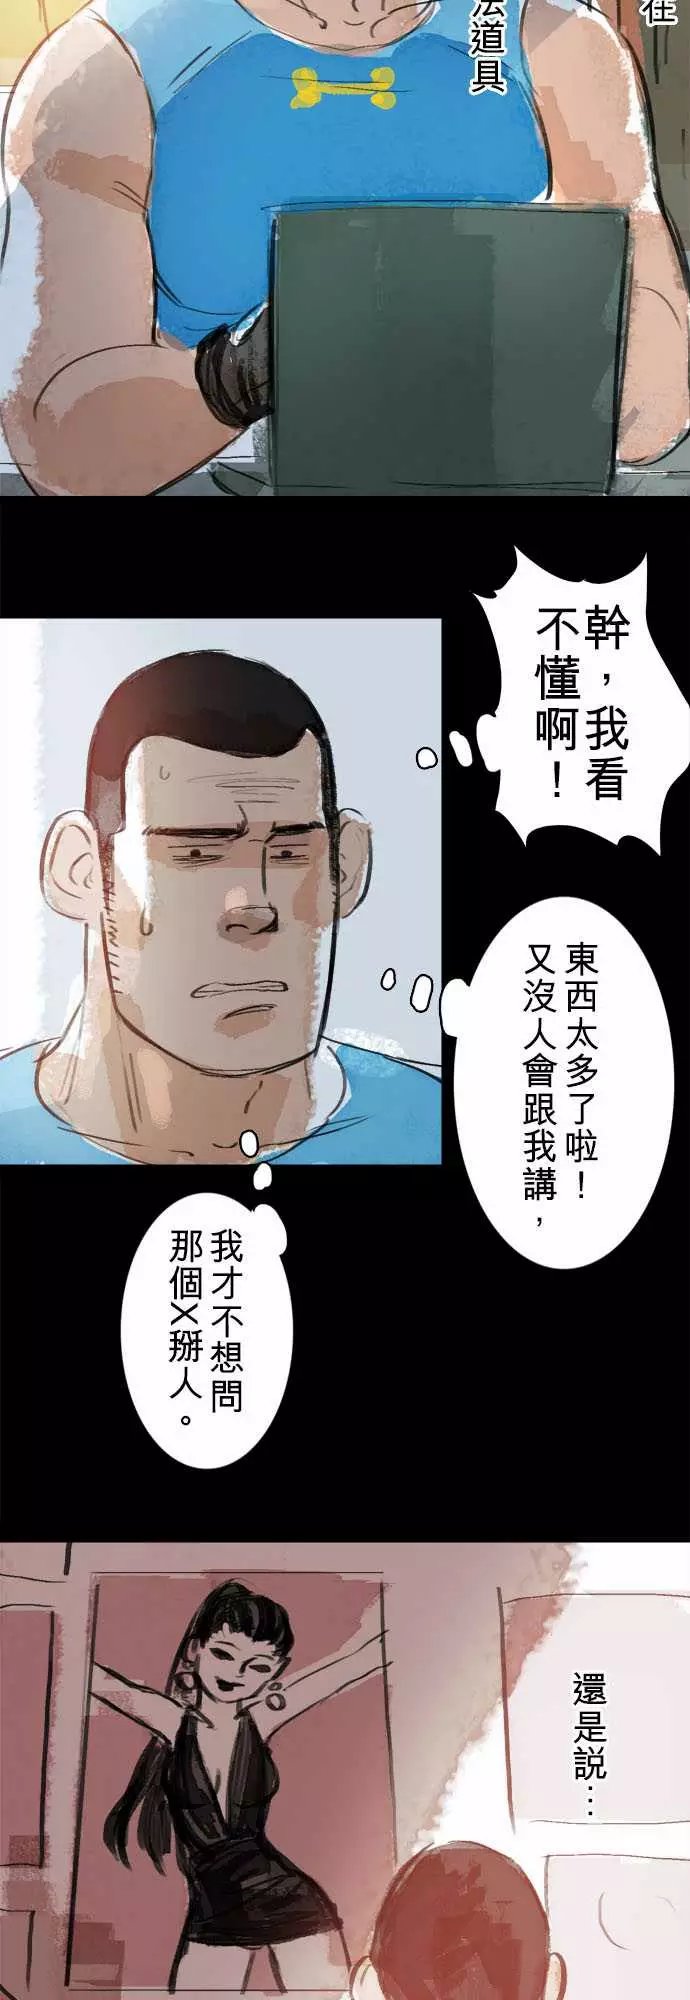 在
法道具
幹，我看
不懂啊！
東西太多了啦！
又沒人會跟我講，
我才不想問
那個X掰人。
還是說…